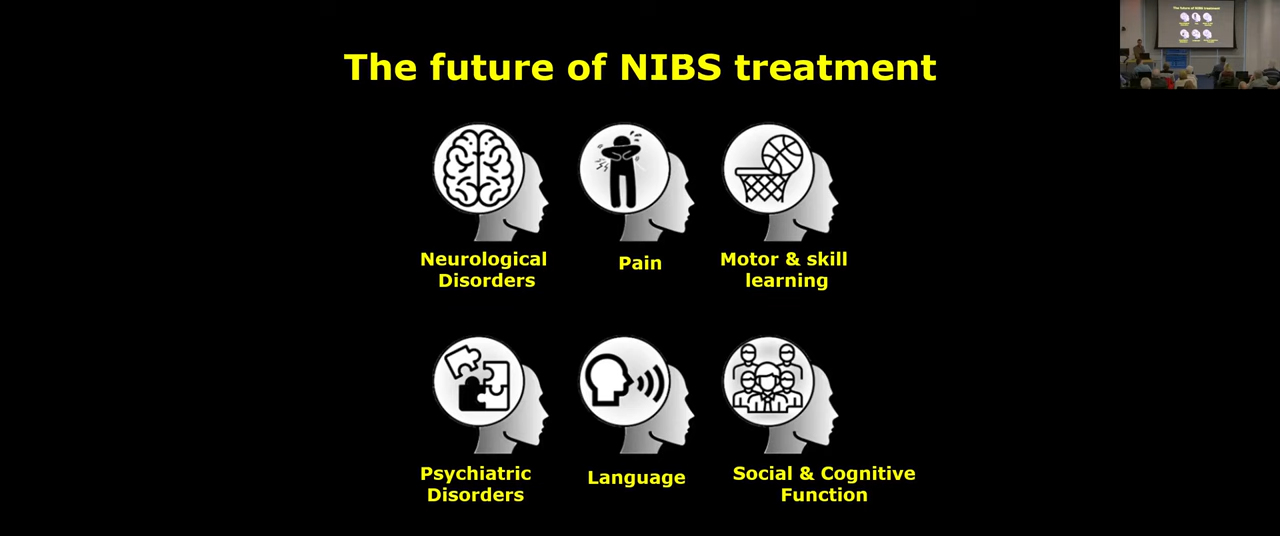 The future of NIBS treatment
Neurological
Disorders
Pain
Motor & skill
learning
Psychiatric
Disorders
Language
Social & Cognitive
Function